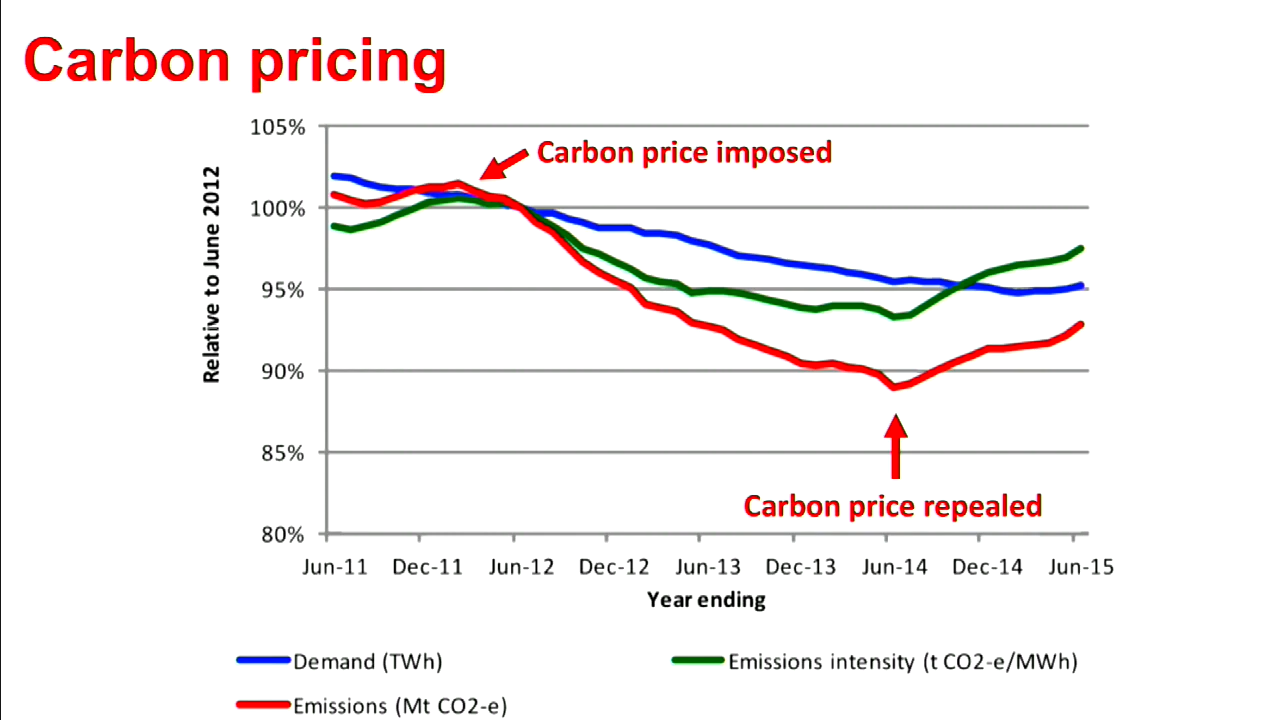 Carbon pricing
105%
100%
95%
90%
85%
80%
Relative to June 2012
Carbon price imposed
Carbon price repealed
Jun-11 Dec-11 Jun-12 Dec-12 Jun-13 Dec-13 Jun-14 Dec-14 Jun-15
Year ending
Demand (TWh) Emissions intensity (t CO2-e/MWh)
Emissions (Mt CO2-e)